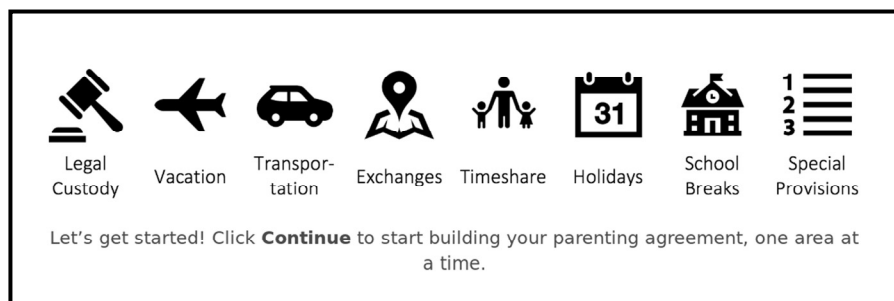 31
1
2
3
Legal
Custody
Vacation
Transpor-
tation
Exchanges
Timeshare
Holidays
School
Breaks
Special
Provisions
Let’s get started! Click Continue to start building your parenting agreement, one area at
a time.